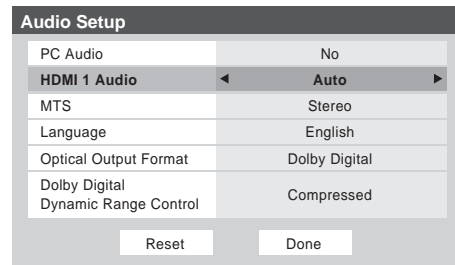 Audio Setup
PC Audio No
HDMI 1 Audio Auto
MTS Stereo
Language English
Optical Output Format Dolby Digital
Dolby Digital
Dynamic Range Control Compressed
Reset Done